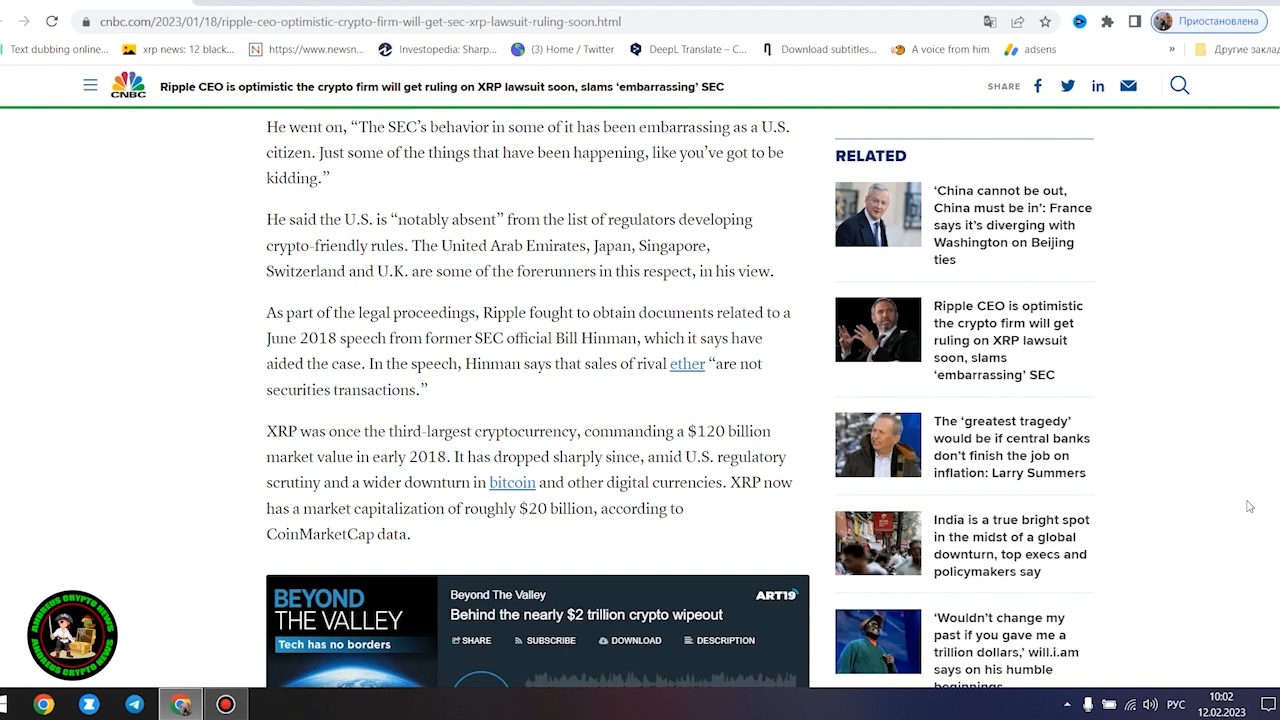 cnbc.com/2023/01/18/ripple-ceo-optimistic-crypto-firm-will-get-sec-xrp-lawsuit-ruling-soon.html
Приостановлена
Text dubbing online...
xrp news: 12 black...
https://www.newsn...
Investopedia: Sharp...
(3) Home / Twitter
DeepL Translate – C...
Download subtitles...
A voice from him
adsens
»
Другие заклад
CNBC
Ripple CEO is optimistic the crypto firm will get ruling on XRP lawsuit soon, slams ‘embarrassing’ SEC
SHARE
He went on, “The SEC’s behavior in some of it has been embarrassing as a U.S.
citizen. Just some of the things that have been happening, like you’ve got to be
kidding.”
He said the U.S. is “notably absent” from the list of regulators developing
crypto-friendly rules. The United Arab Emirates, Japan, Singapore,
Switzerland and U.K. are some of the forerunners in this respect, in his view.
As part of the legal proceedings, Ripple fought to obtain documents related to a
June 2018 speech from former SEC official Bill Hinman, which it says have
aided the case. In the speech, Hinman says that sales of rival ether “are not
securities transactions.”
XRP was once the third-largest cryptocurrency, commanding a $120 billion
market value in early 2018. It has dropped sharply since, amid U.S. regulatory
scrutiny and a wider downturn in bitcoin and other digital currencies. XRP now
has a market capitalization of roughly $20 billion, according to
CoinMarketCap data.
BEYOND
THE VALLEY
Tech has no borders
Beyond The Valley
ART19
Behind the nearly $2 trillion crypto wipeout
SHARE
SUBSCRIBE
DOWNLOAD
DESCRIPTION
RELATED
‘China cannot be out,
China must be in’: France
says it’s diverging with
Washington on Beijing
ties
Ripple CEO is optimistic
the crypto firm will get
ruling on XRP lawsuit
soon, slams
‘embarrassing’ SEC
The ‘greatest tragedy’
would be if central banks
don’t finish the job on
inflation: Larry Summers
India is a true bright spot
in the midst of a global
downturn, top execs and
policymakers say
‘Wouldn’t change my
past if you gave me a
trillion dollars,’ will.i.am
says on his humble
beginnings
ANDREUS CRYPTO NEWS
ANDREUS CRYPTO NEWS
РУС
10:02
12.02.2023